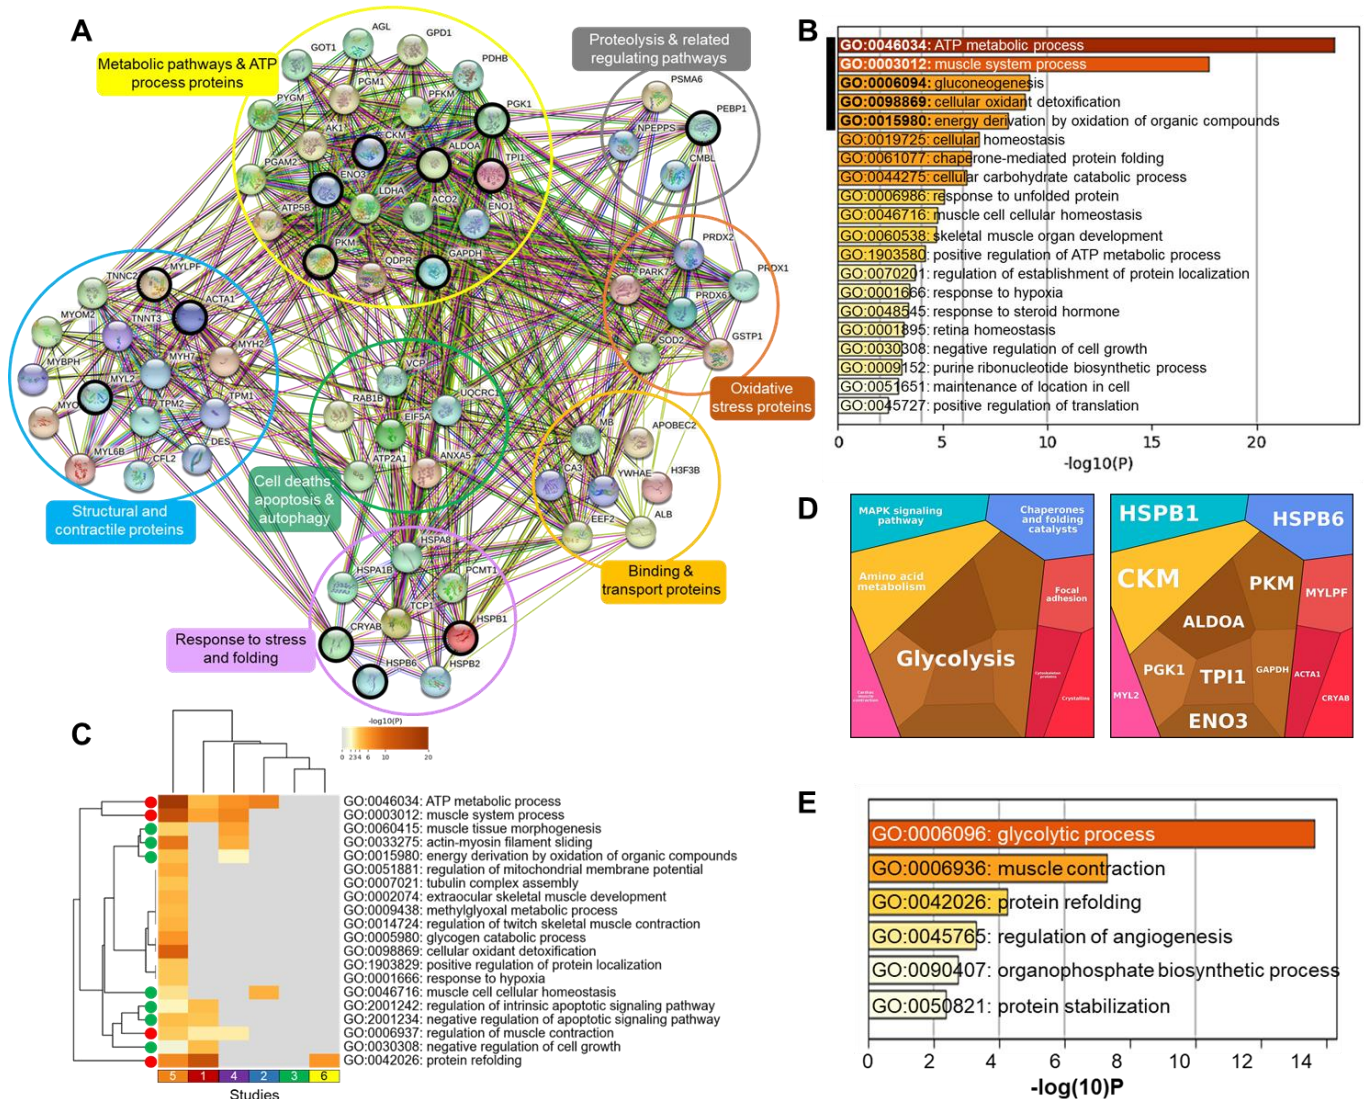 A
Metabolic pathways & ATP
process proteins
Proteolysis & related
regulating pathways
AGL
GOT1
GPD1
PDHB
PGM1
PYGM
PFKM
PGK1
AK1
CKM
ALDOA
TPI1
PGAM2
ENO3
LDHA
ACO2
ENO1
ATP5B
PKM
QDPR
GAPDH
PSMA6
PEBP1
NPEPPS
CMBL
PRDX2
PARK7
PRDX1
PRDX6
GSTP1
SOD2
Oxidative
stress proteins
TNNC2
MYLPF
ACTA1
MYOM2
TNNT3
MYH7
MYH2
MYBPH
MYL2
TPM1
TPM2
MYL6B
CFL2
DES
Structural and
contractile proteins
VCP
RAB1B
UQCRC1
EIF5A
ATP2A1
ANXA5
Cell deaths:
apoptosis &
autophagy
MB
APOBEC2
CA3
YWHAE
H3F3B
EEF2
ALB
Binding &
transport proteins
HSPA8
HSPA1B
PCMT1
TCP1
CRYAB
HSPB1
HSPB6
HSPB2
Response to stress
and folding
B
GO:0046034: ATP metabolic process
GO:0003012: muscle system process
GO:0006094: gluconeogenesis
GO:0098869: cellular oxidant detoxification
GO:0015980: energy derivation by oxidation of organic compounds
GO:0019725: cellular homeostasis
GO:0061077: chaperone-mediated protein folding
GO:0044275: cellular carbohydrate catabolic process
GO:0006986: response to unfolded protein
GO:0046716: muscle cell cellular homeostasis
GO:0060538: skeletal muscle organ development
GO:1903580: positive regulation of ATP metabolic process
GO:0070201: regulation of establishment of protein localization
GO:0001666: response to hypoxia
GO:0048545: response to steroid hormone
GO:0001895: retina homeostasis
GO:0030308: negative regulation of cell growth
GO:0009152: purine ribonucleotide biosynthetic process
GO:0051651: maintenance of location in cell
GO:0045727: positive regulation of translation
0 5 10 15 20
-log10(P)
C
-log10(P)
0 2 3 4 6 10 20
GO:0046034: ATP metabolic process
GO:0003012: muscle system process
GO:0060415: muscle tissue morphogenesis
GO:0033275: actin-myosin filament sliding
GO:0015980: energy derivation by oxidation of organic compounds
GO:0051881: regulation of mitochondrial membrane potential
GO:0007021: tubulin complex assembly
GO:0002074: extraocular skeletal muscle development
GO:0009438: methylglyoxal metabolic process
GO:0014724: regulation of twitch skeletal muscle contraction
GO:0005980: glycogen catabolic process
GO:0098869: cellular oxidant detoxification
GO:1903829: positive regulation of protein localization
GO:0001666: response to hypoxia
GO:0046716: muscle cell cellular homeostasis
GO:2001242: regulation of intrinsic apoptotic signaling pathway
GO:2001234: negative regulation of apoptotic signaling pathway
GO:0006937: regulation of muscle contraction
GO:0030308: negative regulation of cell growth
GO:0042026: protein refolding
5 1 4 2 3 6
Studies
D
MAPK signaling
pathway
Chaperones
and folding
catalysts
Amino acid
metabolism
Focal
adhesion
Glycolysis
Cytoskeleton
proteins
Cardiac
muscle
contraction
Crystallins
HSPB1
HSPB6
CKM
PKM
MYLPF
ALDOA
PGK1
TPI1
GAPDH
ACTA1
MYL2
CRYAB
ENO3
E
GO:0006096: glycolytic process
GO:0006936: muscle contraction
GO:0042026: protein refolding
GO:0045765: regulation of angiogenesis
GO:0090407: organophosphate biosynthetic process
GO:0050821: protein stabilization
0 2 4 6 8 10 12 14
-log(10)P